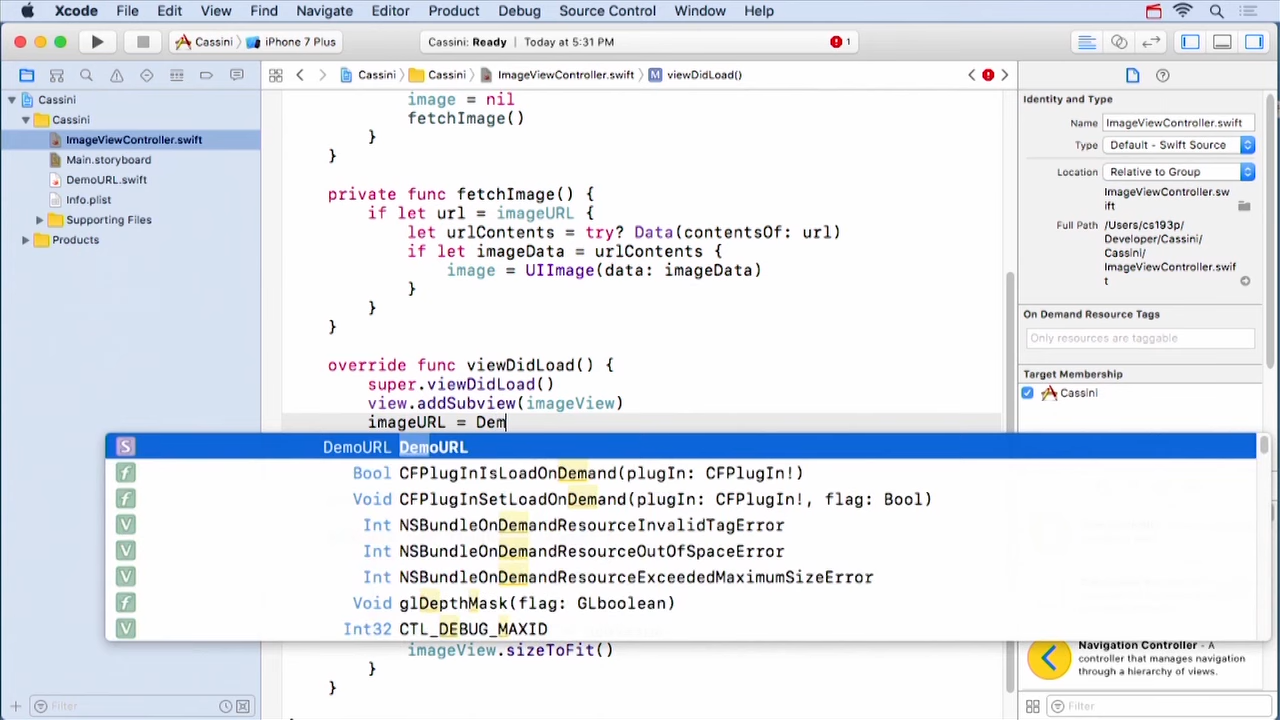 Xcode File Edit View Find Navigate Editor Product Debug Source Control Window Help
Cassini iPhone 7 Plus Cassini: Ready Today at 5:31 PM 1
Cassini Cassini ImageViewController.swift M viewDidLoad()
Cassini
Cassini
ImageViewController.swift
Main.storyboard
DemoURL.swift
Info.plist
Supporting Files
Products
Filter
image = nil
fetchImage()
}
}
private func fetchImage() {
if let url = imageURL {
let urlContents = try? Data(contentsOf: url)
if let imageData = urlContents {
image = UIImage(data: imageData)
}
}
}
override func viewDidLoad() {
super.viewDidLoad()
view.addSubview(imageView)
imageURL = Dem
S DemoURL DemoURL
f Bool CFPlugInIsLoadOnDemand(plugIn: CFPlugIn!)
f Void CFPlugInSetLoadOnDemand(plugIn: CFPlugIn!, flag: Bool)
V Int NSBundleOnDemandResourceInvalidTagError
V Int NSBundleOnDemandResourceOutOfSpaceError
V Int NSBundleOnDemandResourceExceededMaximumSizeError
f Void glDepthMask(flag: GLboolean)
V Int32 CTL_DEBUG_MAXID
imageView.sizeToFit()
}
}
Identity and Type
Name ImageViewController.swift
Type Default - Swift Source
Location Relative to Group
ImageViewController.sw
ift
Full Path /Users/cs193p/
Developer/Cassini/
Cassini/
ImageViewController.swif
t
On Demand Resource Tags
Only resources are taggable
Target Membership
Cassini
Navigation Controller - A
controller that manages navigation
through a hierarchy of views.
Filter